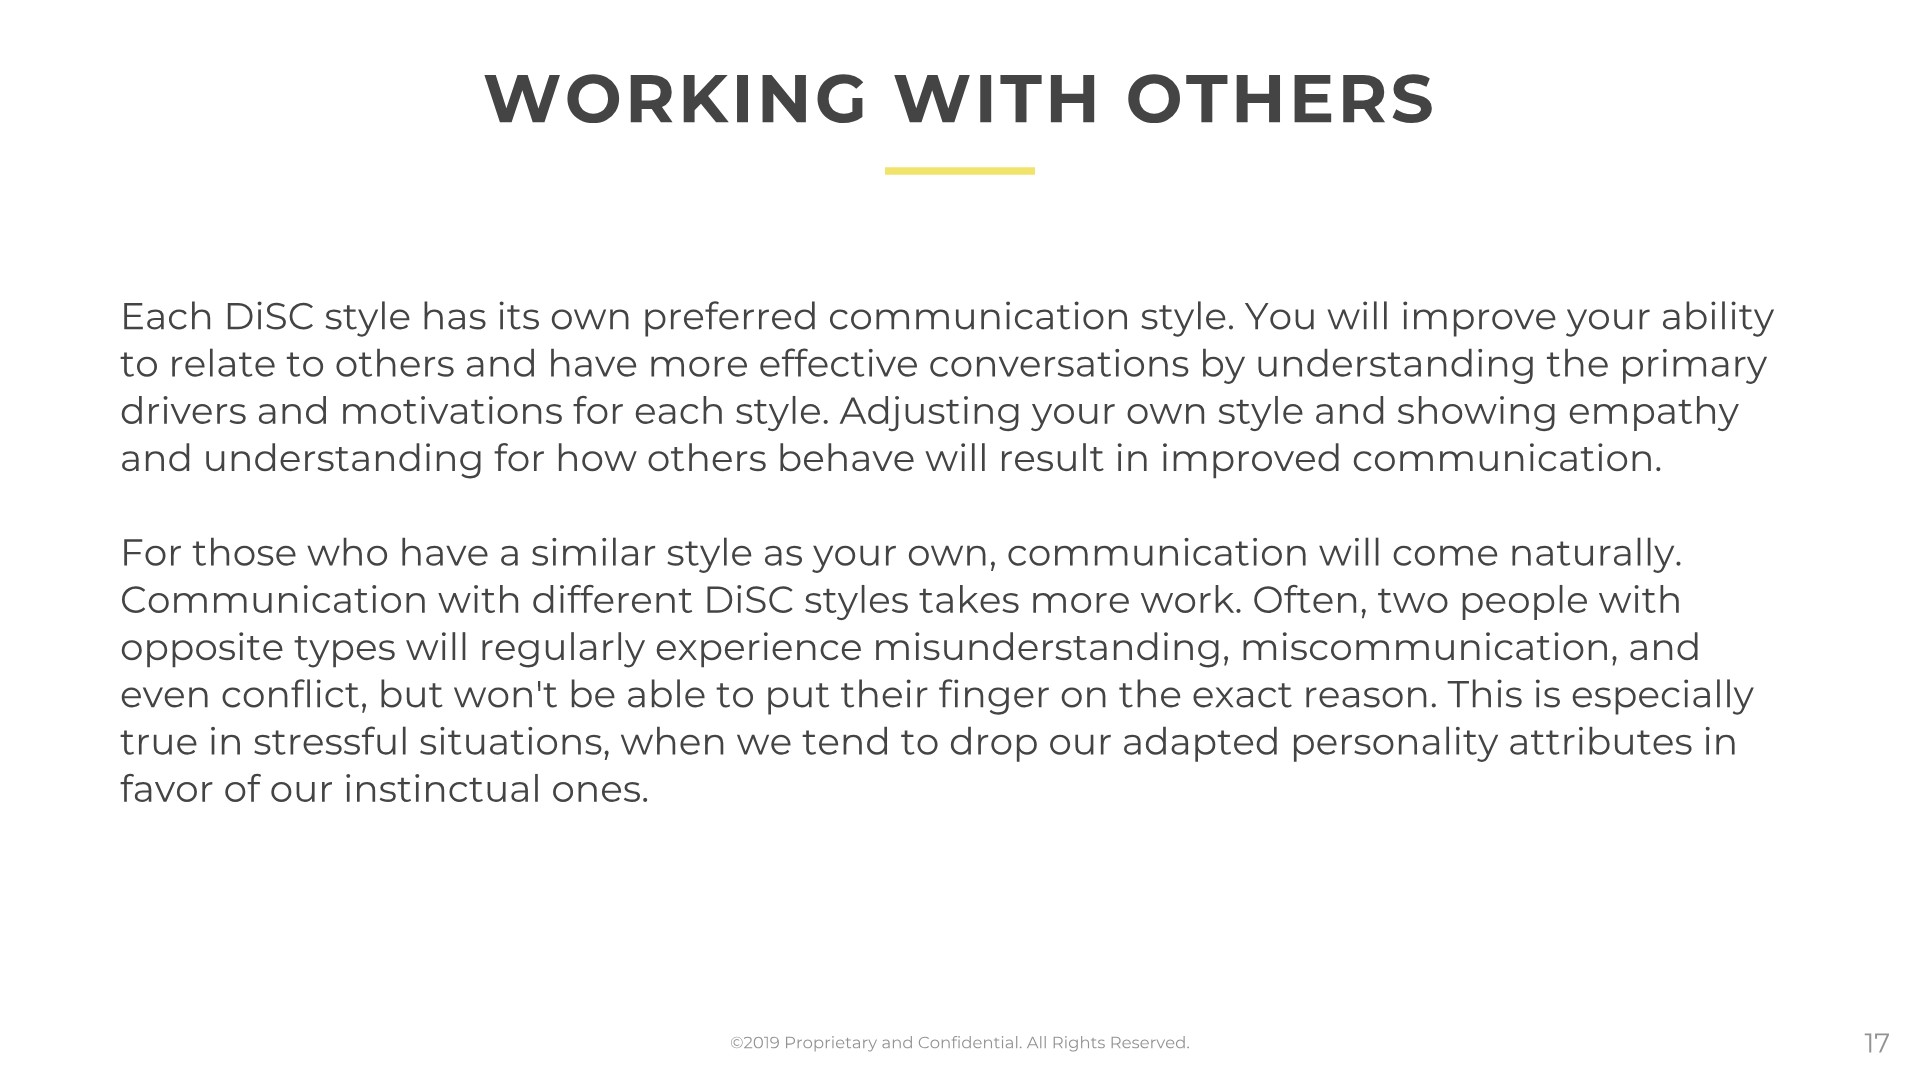 WORKING WITH OTHERS
Each DiSC style has its own preferred communication style. You will improve your ability
to relate to others and have more effective conversations by understanding the primary
drivers and motivations for each style. Adjusting your own style and showing empathy
and understanding for how others behave will result in improved communication.
For those who have a similar style as your own, communication will come naturally.
Communication with different DiSC styles takes more work. Often, two people with
opposite types will regularly experience misunderstanding, miscommunication, and
even conflict, but won't be able to put their finger on the exact reason. This is especially
true in stressful situations, when we tend to drop our adapted personality attributes in
favor of our instinctual ones.
©2019 Proprietary and Confidential. All Rights Reserved.
17